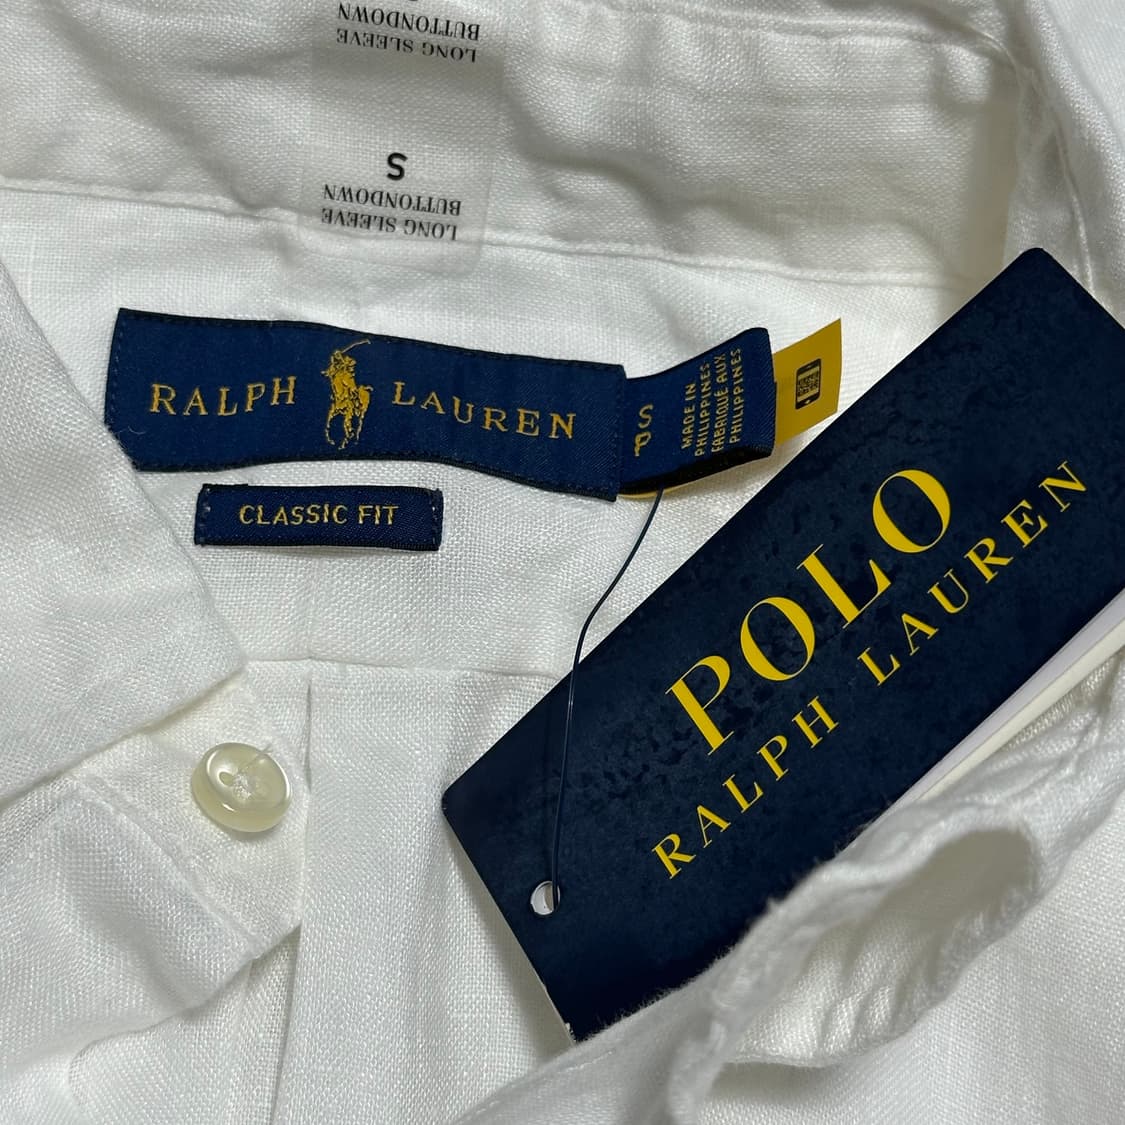 LONG SLEEVE
BUTTONDOWN
S
LONG SLEEVE
BUTTONDOWN
RALPH LAUREN
S
P
MADE IN
PHILIPPINES
FABRIQUÉ AUX
PHILIPPINES
CLASSIC FIT
POLO
RALPH LAUREN